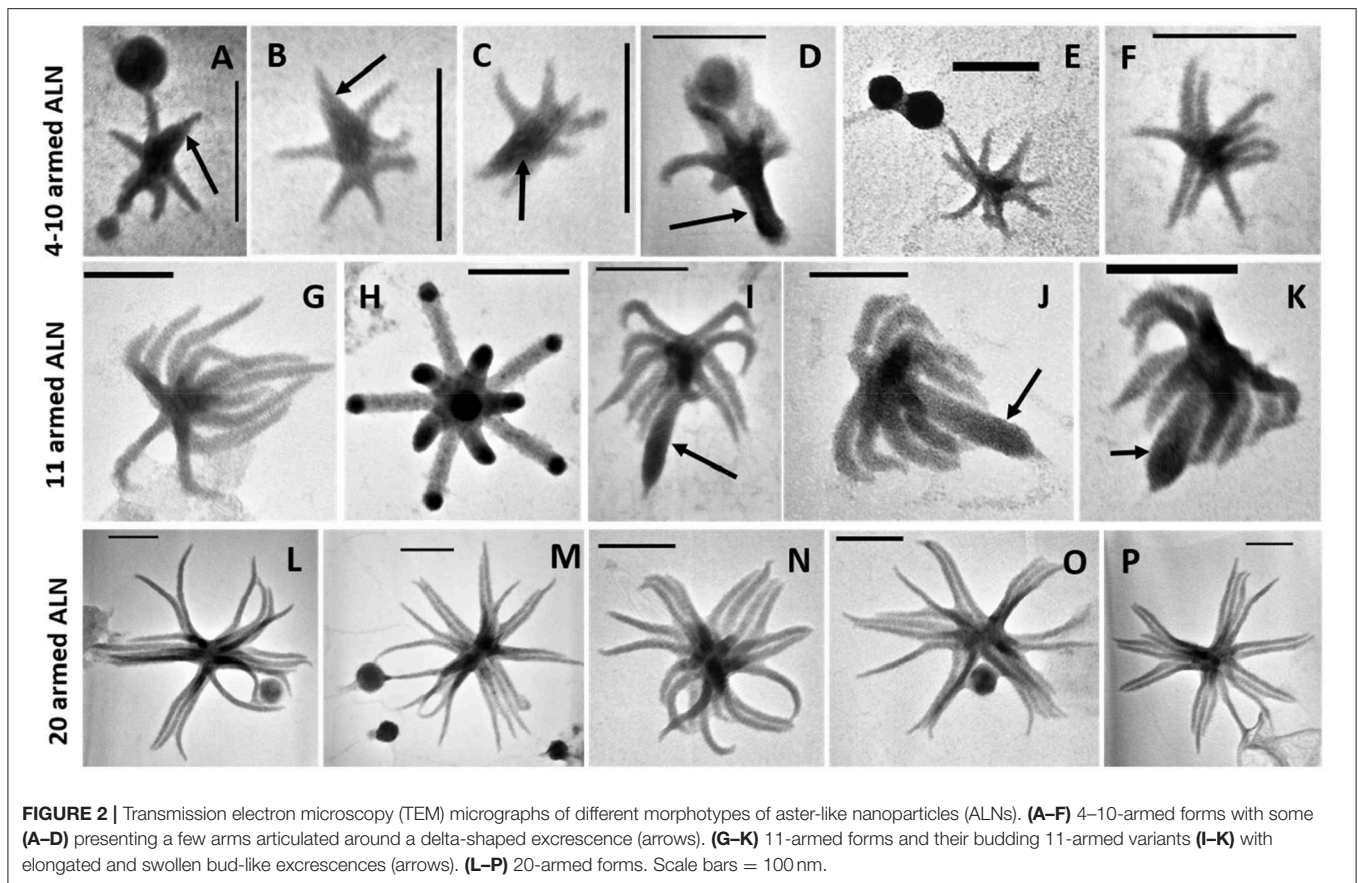 4-10 armed ALN
A
B
C
D
E
F
11 armed ALN
G
H
I
J
K
20 armed ALN
L
M
N
O
P
FIGURE 2 | Transmission electron microscopy (TEM) micrographs of different morphotypes of aster-like nanoparticles (ALNs). (A–F) 4–10-armed forms with some
(A–D) presenting a few arms articulated around a delta-shaped excrescence (arrows). (G–K) 11-armed forms and their budding 11-armed variants (I–K) with
elongated and swollen bud-like excrescences (arrows). (L–P) 20-armed forms. Scale bars = 100 nm.